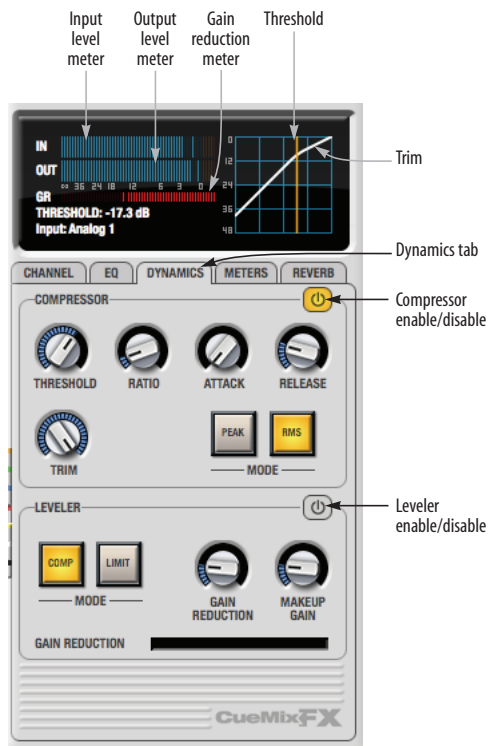 Input
level
meter
Output
level
meter
Gain
reduction
meter
Threshold
IN
OUT
∞ 36 24 18 12 6 3 0
GR
THRESHOLD: -17.3 dB
Input: Analog 1
0
12
24
36
48
Trim
Dynamics tab
CHANNEL EQ DYNAMICS METERS REVERB
COMPRESSOR
Compressor
enable/disable
THRESHOLD RATIO ATTACK RELEASE
PEAK RMS
TRIM
MODE
LEVELER
Leveler
enable/disable
COMP LIMIT
MODE
GAIN
REDUCTION
MAKEUP
GAIN
GAIN REDUCTION
CueMixFX